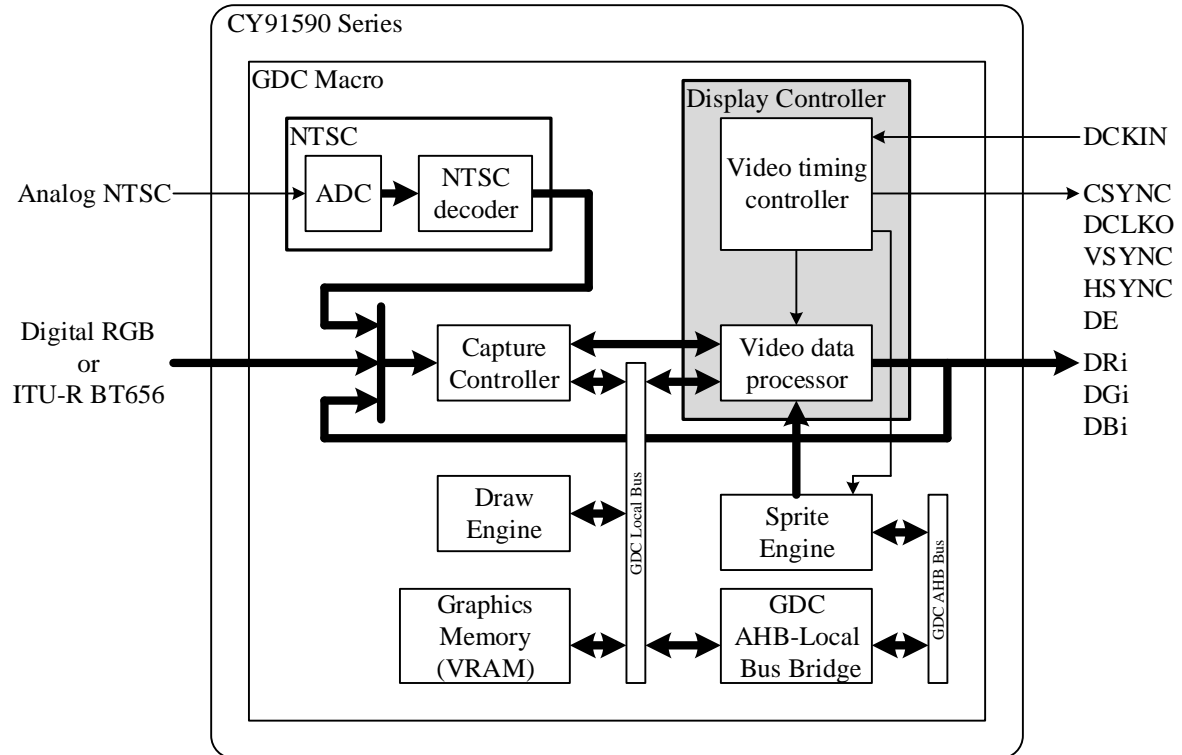 CY91590 Series
GDC Macro
Display Controller
NTSC
ADC
NTSC
decoder
Video timing
controller
DCKIN
Analog NTSC
CSYNC
DCLKO
VSYNC
HSYNC
DE
Digital RGB
or
ITU-R BT656
Capture
Controller
Video data
processor
DRi
DGi
DBi
Draw
Engine
GDC Local Bus
Sprite
Engine
GDC AHB Bus
Graphics
Memory
(VRAM)
GDC
AHB-Local
Bus Bridge